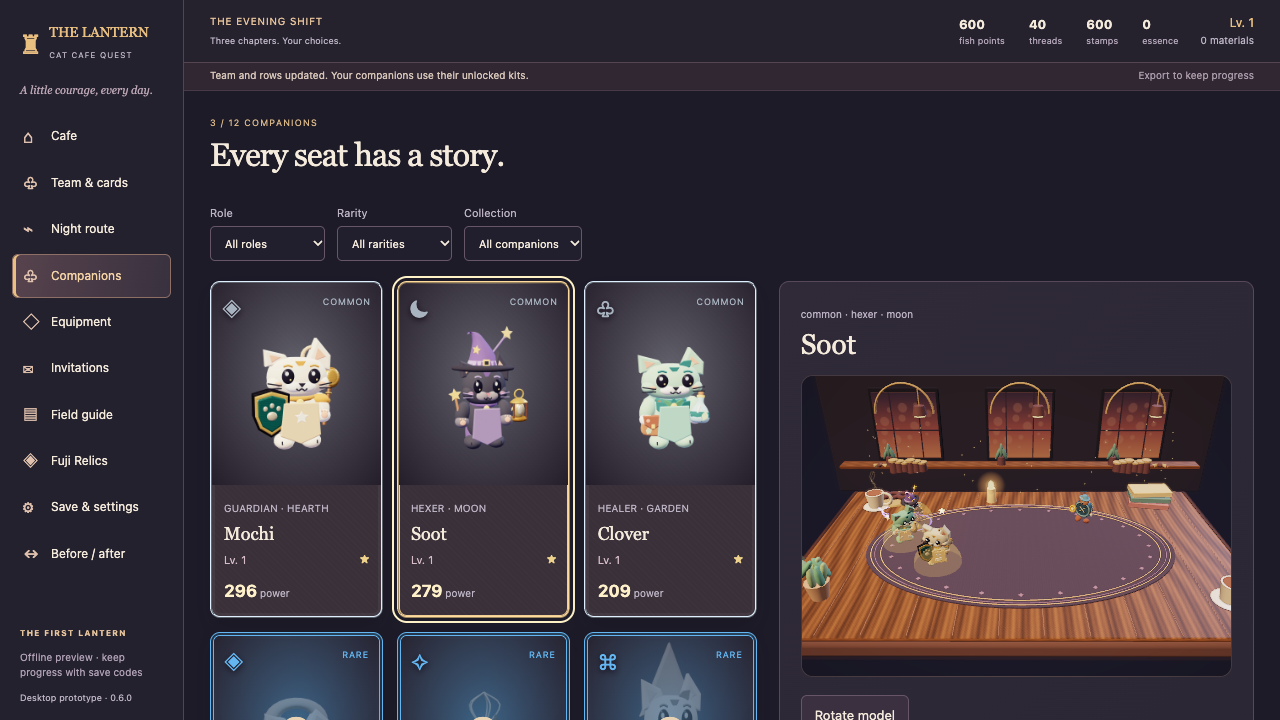 THE LANTERN
CAT CAFE QUEST
A little courage, every day.
Cafe
Team & cards
Night route
Companions
Equipment
Invitations
Field guide
Fuji Relics
Save & settings
Before / after
THE FIRST LANTERN
Offline preview · keep
progress with save codes
Desktop prototype · 0.6.0
THE EVENING SHIFT
Three chapters. Your choices.
600
fish points
40
threads
600
stamps
0
essence
Lv. 1
0 materials
Team and rows updated. Your companions use their unlocked kits.
Export to keep progress
3 / 12 COMPANIONS
Every seat has a story.
Role
All roles
Rarity
All rarities
Collection
All companions
COMMON
GUARDIAN · HEARTH
Mochi
Lv. 1
296 power
COMMON
HEXER · MOON
Soot
Lv. 1
279 power
COMMON
HEALER · GARDEN
Clover
Lv. 1
209 power
RARE
RARE
RARE
common · hexer · moon
Soot
Rotate model